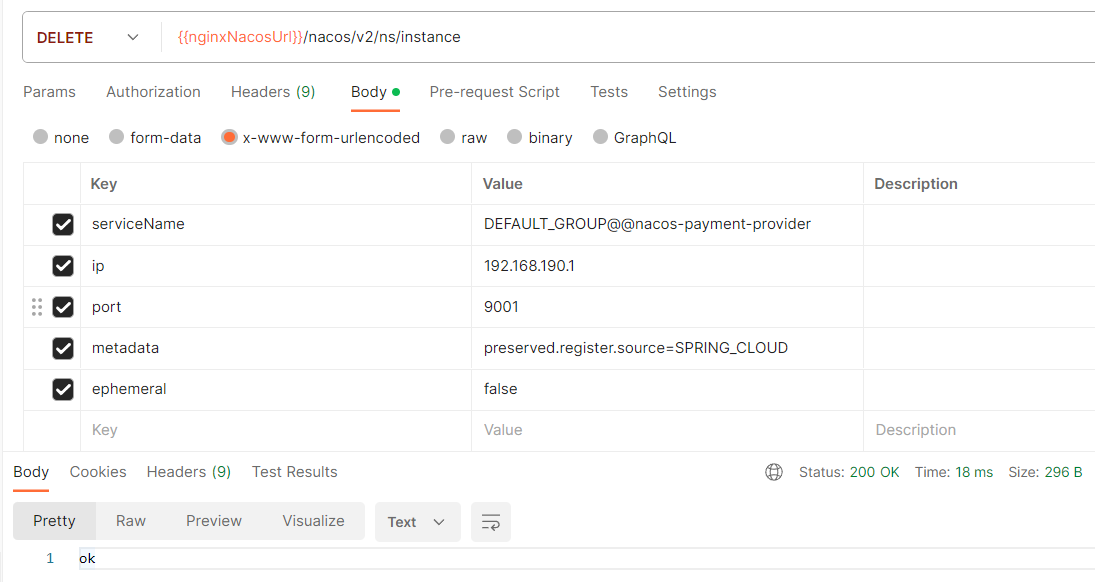 DELETE {{nginxNacosUrl}}/nacos/v2/ns/instance
Params Authorization Headers (9) Body Pre-request Script Tests Settings
none form-data x-www-form-urlencoded raw binary GraphQL
Key Value Description
serviceName DEFAULT_GROUP@@nacos-payment-provider
ip 192.168.190.1
port 9001
metadata preserved.register.source=SPRING_CLOUD
ephemeral false
Key Value Description
Body Cookies Headers (9) Test Results Status: 200 OK Time: 18 ms Size: 296 B
Pretty Raw Preview Visualize Text
1 ok